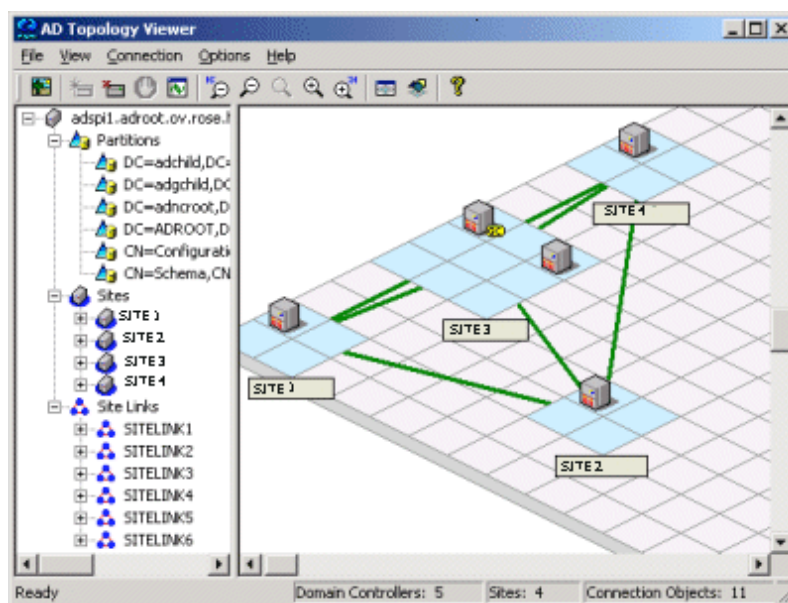 AD Topology Viewer
File View Connection Options Help
adspi1.adroot.ov.rose.
Partitions
DC=adchild,DC=
DC=adgchild,DC
DC=adncroot,D
DC=ADROOT,D
CN=Configurati
CN=Schema,CN
Sites
SITE 1
SITE 2
SITE 3
SITE 4
Site Links
SITELINK1
SITELINK2
SITELINK3
SITELINK4
SITELINK5
SITELINK6
SITE 4
SITE 3
SITE 1
SITE 2
Ready
Domain Controllers: 5
Sites: 4
Connection Objects: 11